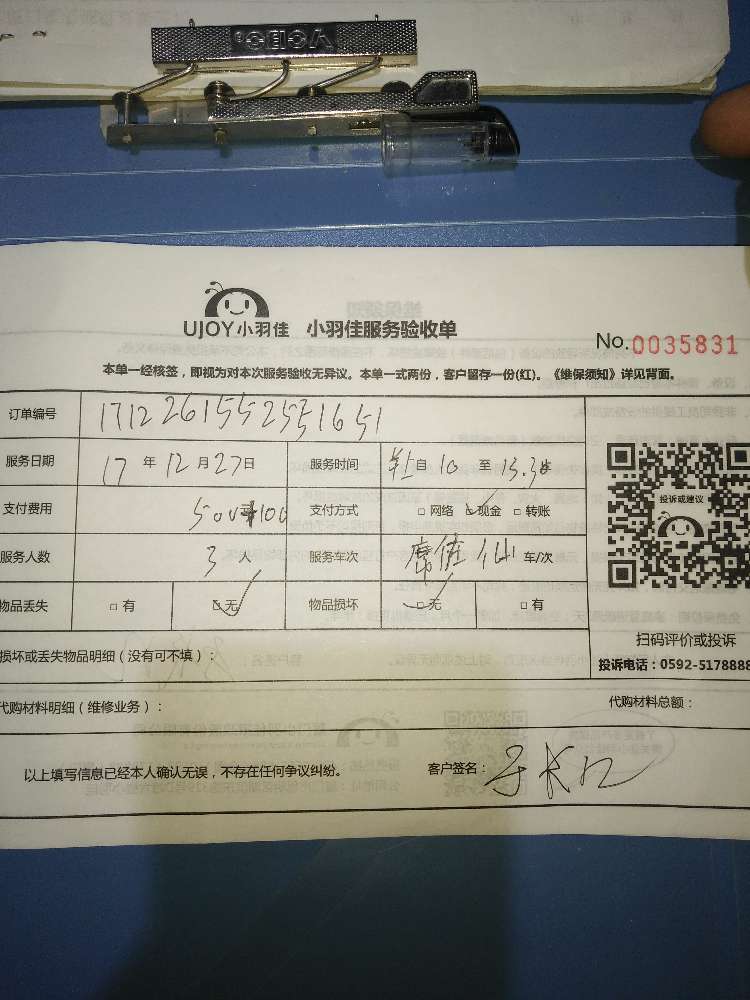 VOBO
UJOY小羽佳 小羽佳服务验收单
No.0035831
本单一经核签，即视为对本次服务验收无异议。本单一式两份，客户留存一份(红)。《维保须知》详见背面。
订单编号 1712261552551651
服务日期 17 年 12 月 27 日 服务时间 自 10 至 15.30
支付费用 500+100 支付方式 □ 网络 ☑ 现金 □ 转账
服务人数 3 人 服务车次 车/次
物品丢失 □ 有 ☑ 无 物品损坏 ☑ 无 □ 有
投诉或建议
扫码评价或投诉
损坏或丢失物品明细（没有可不填）：
投诉电话：0592-5178888
代购材料明细（维修业务）： 代购材料总额：
以上填写信息已经本人确认无误，不存在任何争议纠纷。 客户签名：